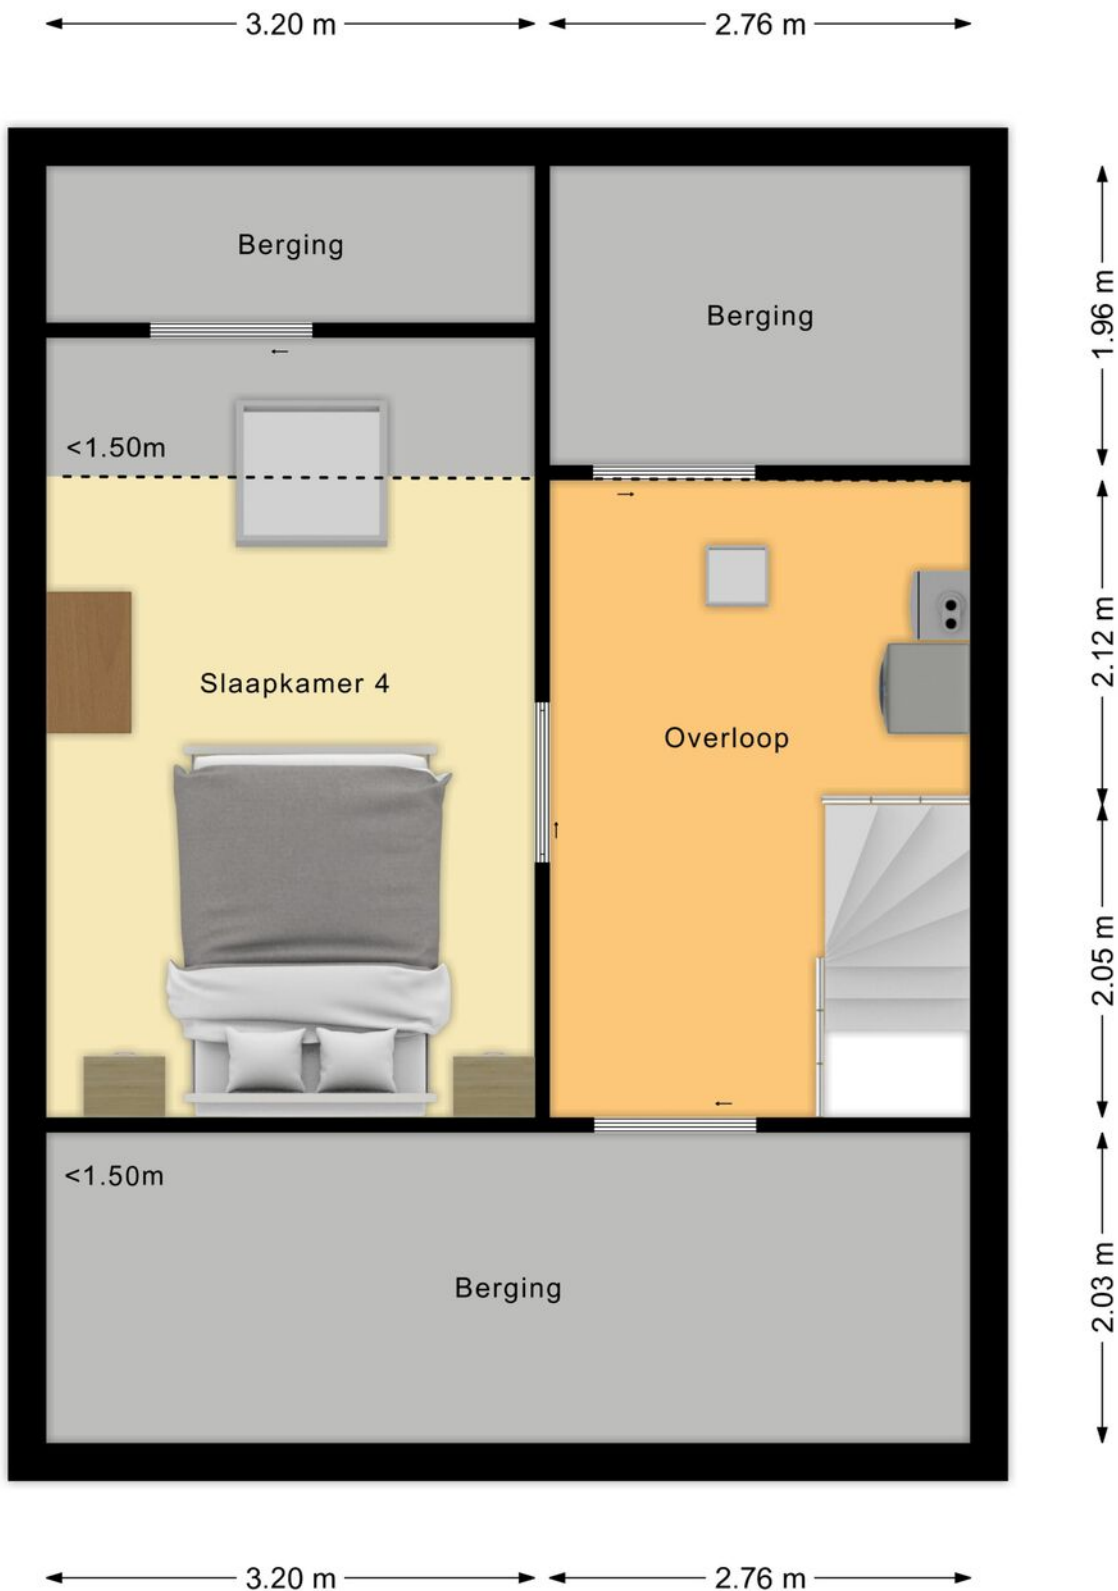 3.20 m
2.76 m
Berging
Berging
1.96 m
<1.50m
2.12 m
Slaapkamer 4
Overloop
2.05 m
<1.50m
2.03 m
Berging
3.20 m
2.76 m